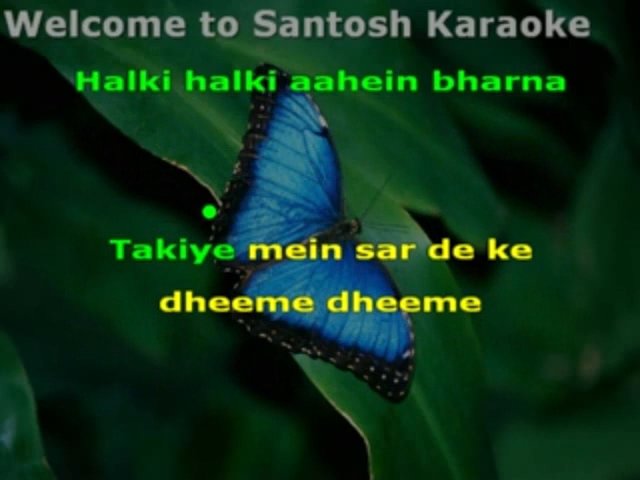 Welcome to Santosh Karaoke
Halki halki aahein bharna
Takiye mein sar de ke
dheeme dheeme